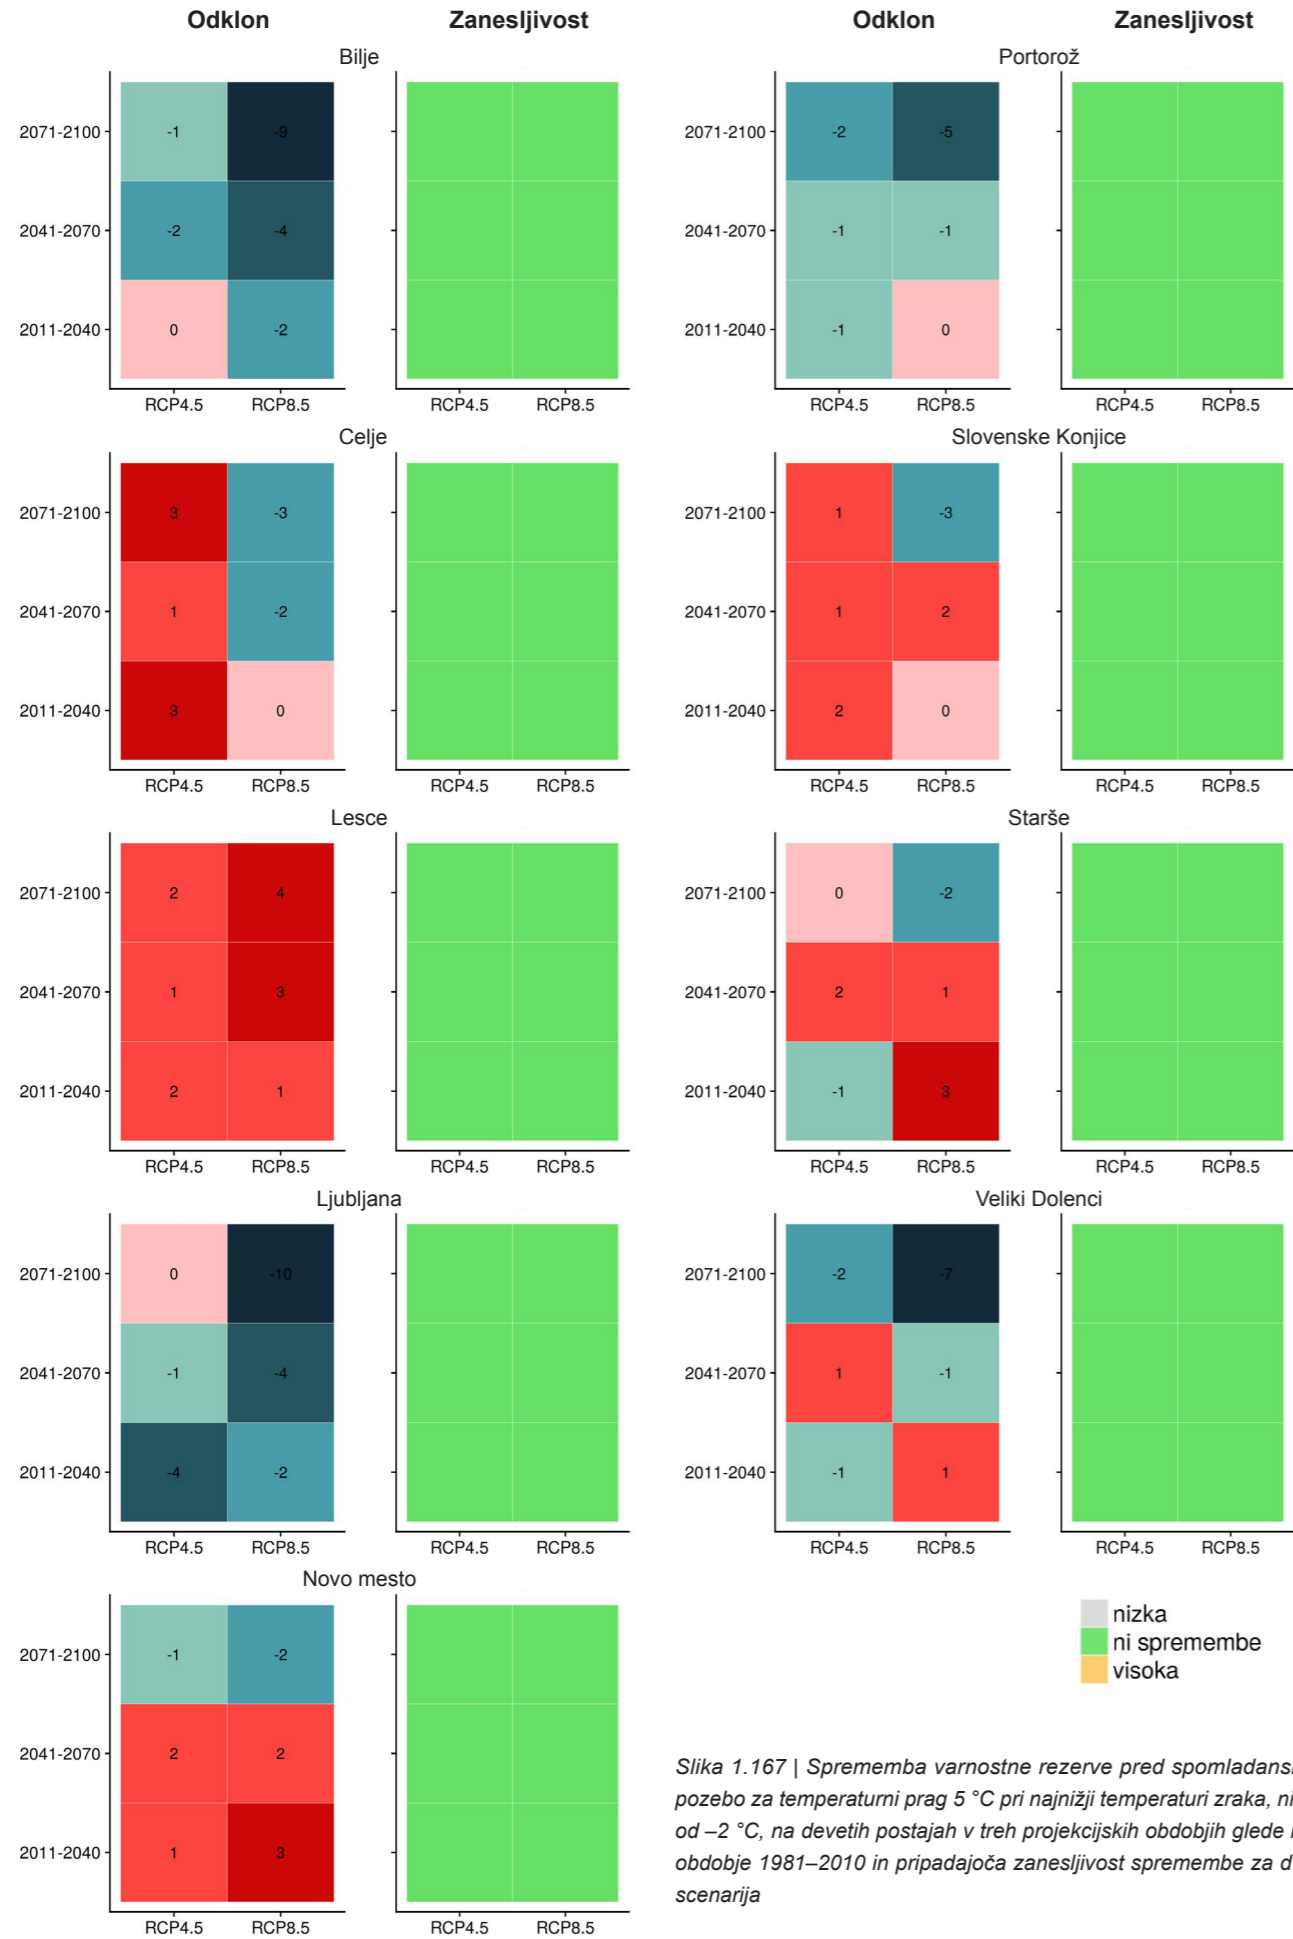 Odklon Zanesljivost Odklon Zanesljivost
Bilje
2071-2100 -1 -9
2041-2070 -2 -4
2011-2040 0 -2
RCP4.5 RCP8.5 RCP4.5 RCP8.5
Portorož
2071-2100 -2 -5
2041-2070 -1 -1
2011-2040 -1 0
RCP4.5 RCP8.5 RCP4.5 RCP8.5
Celje
2071-2100 3 -3
2041-2070 1 -2
2011-2040 3 0
RCP4.5 RCP8.5 RCP4.5 RCP8.5
Slovenske Konjice
2071-2100 1 -3
2041-2070 1 2
2011-2040 2 0
RCP4.5 RCP8.5 RCP4.5 RCP8.5
Lesce
2071-2100 2 4
2041-2070 1 3
2011-2040 2 1
RCP4.5 RCP8.5 RCP4.5 RCP8.5
Starše
2071-2100 0 -2
2041-2070 2 1
2011-2040 -1 3
RCP4.5 RCP8.5 RCP4.5 RCP8.5
Ljubljana
2071-2100 0 -10
2041-2070 -1 -4
2011-2040 -4 -2
RCP4.5 RCP8.5 RCP4.5 RCP8.5
Veliki Dolenci
2071-2100 -2 -7
2041-2070 1 -1
2011-2040 -1 1
RCP4.5 RCP8.5 RCP4.5 RCP8.5
Novo mesto
2071-2100 -1 -2
2041-2070 2 2
2011-2040 1 3
RCP4.5 RCP8.5 RCP4.5 RCP8.5
nizka
ni spremembe
visoka
Slika 1.167 | Sprememba varnostne rezerve pred
pozebo za temperaturni prag 5 °C pri najnižji temperaturi zraka,
od –2 °C, na devetih postajah v treh projekcijskih obdobjih glede
obdobje 1981–2010 in pripadajoča zanesljivost spremembe za
scenarija